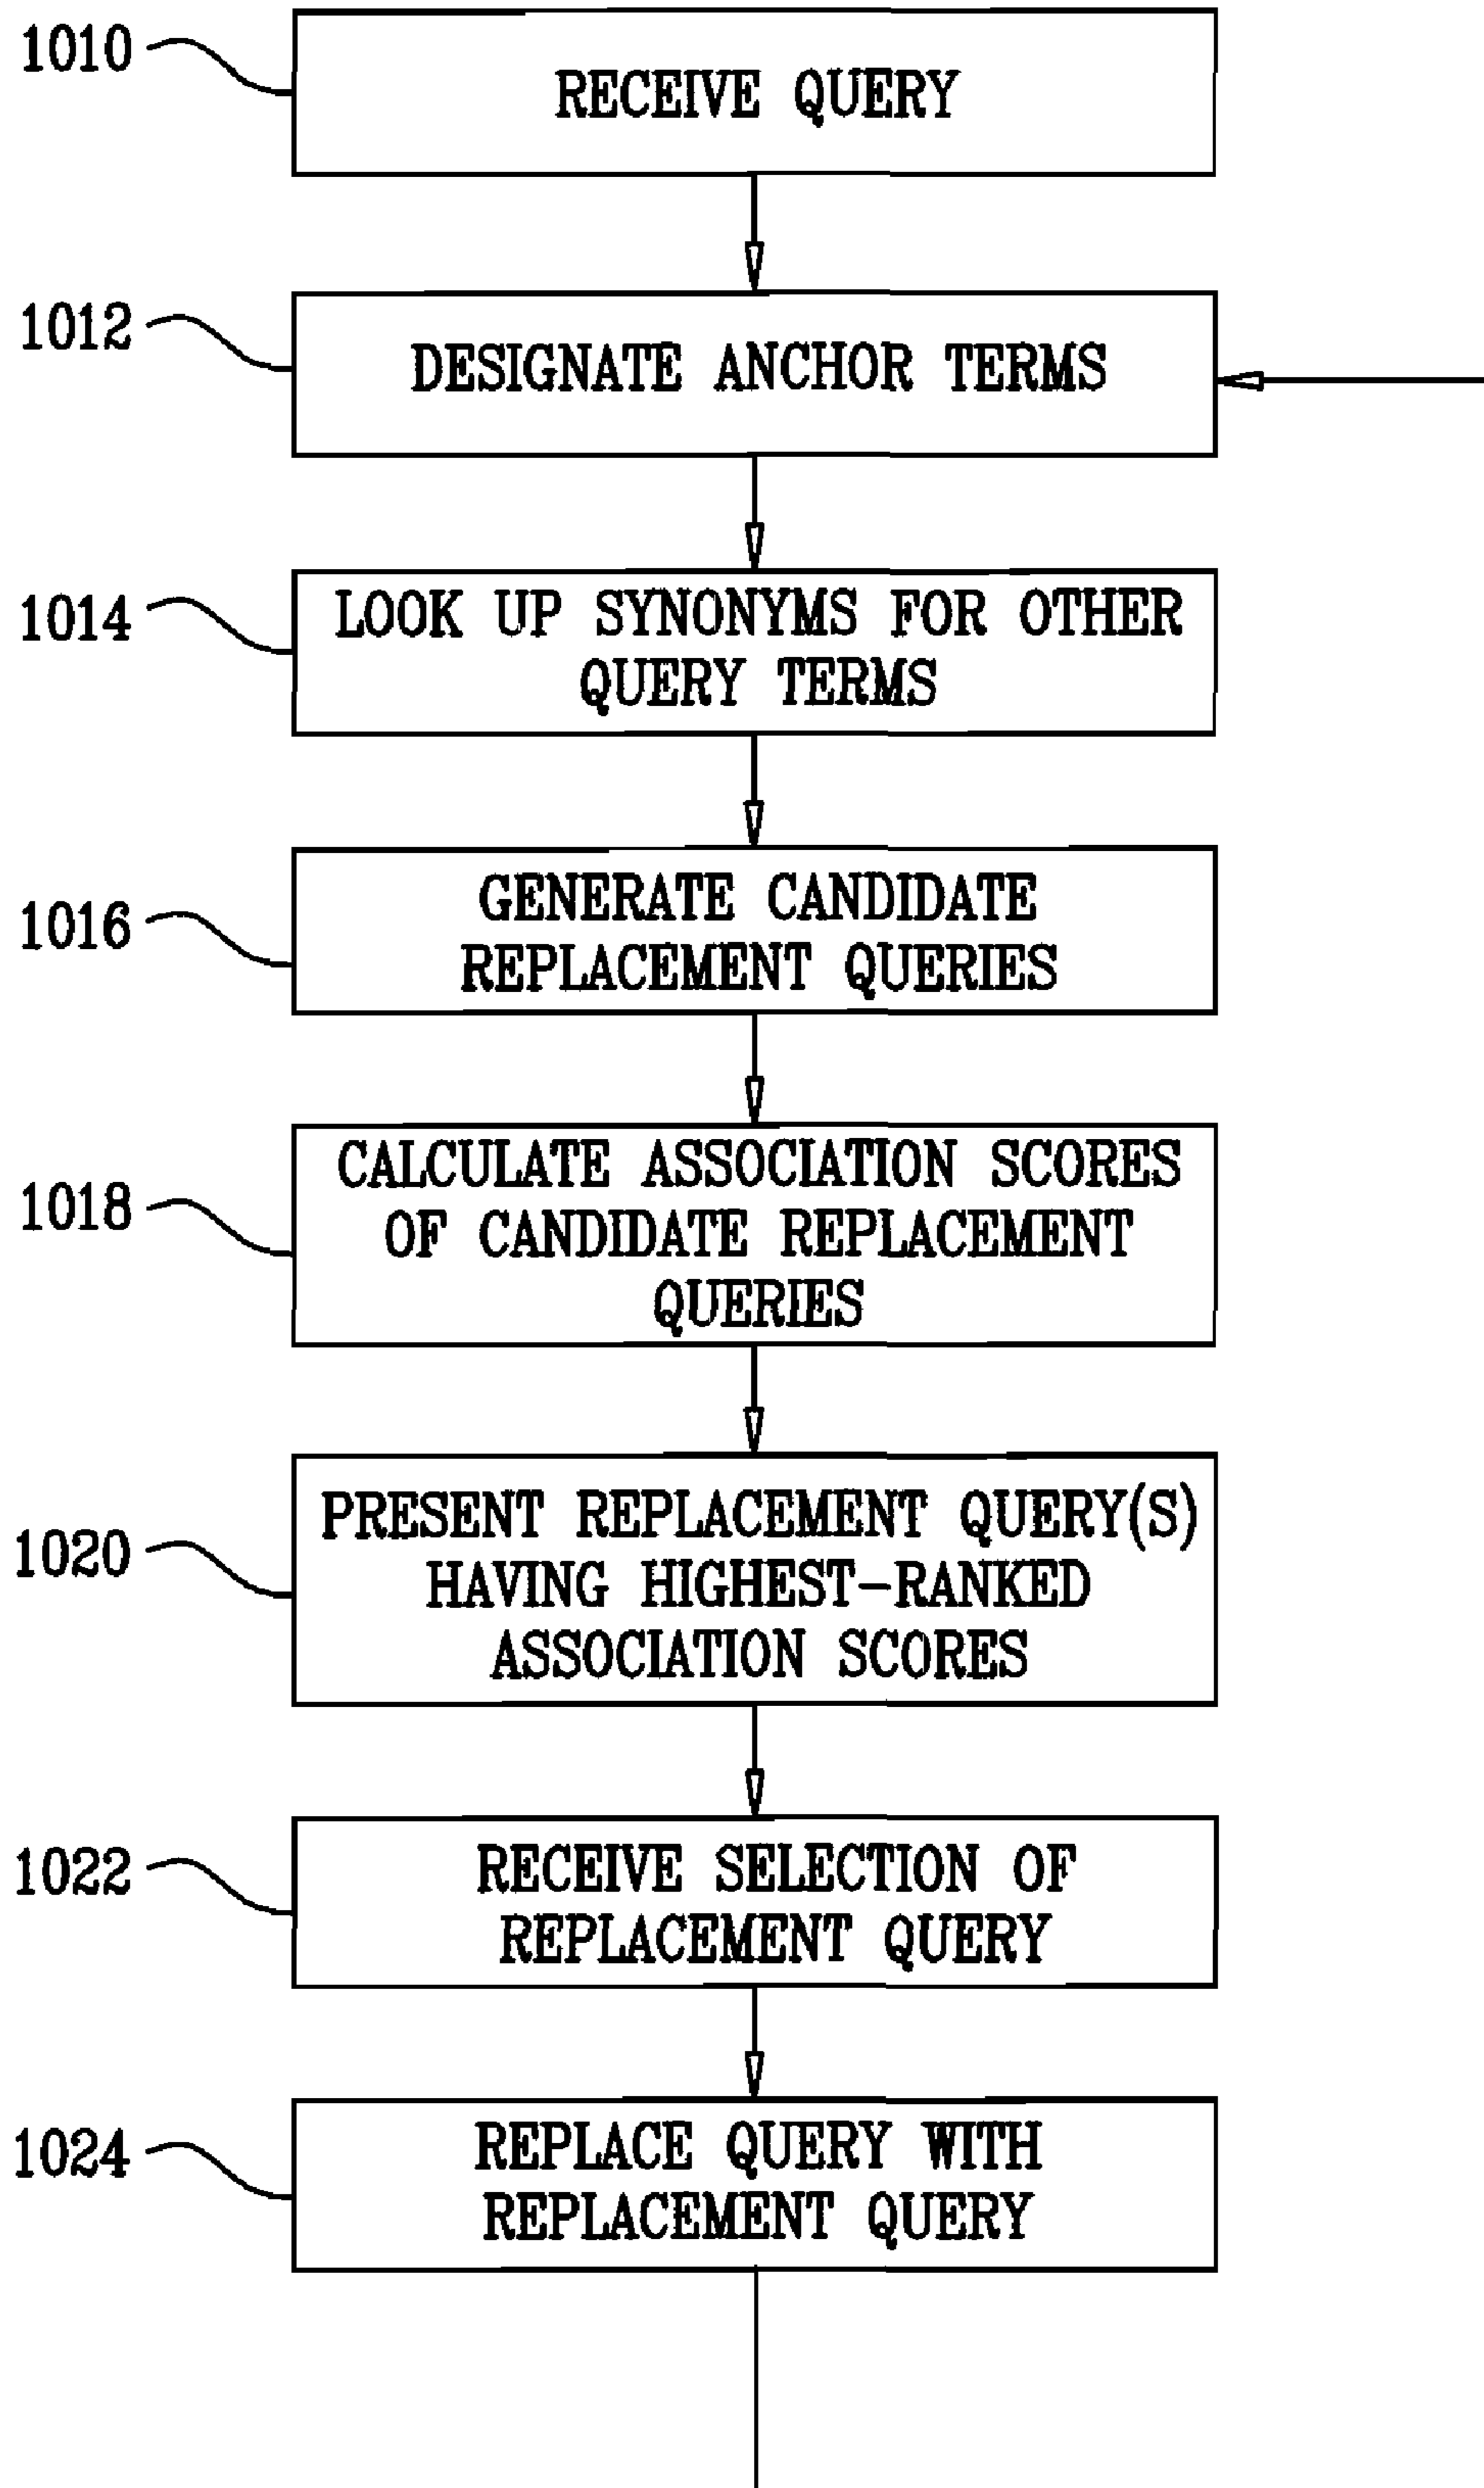 1010
RECEIVE QUERY
1012
DESIGNATE ANCHOR TERMS
1014
LOOK UP SYNONYMS FOR OTHER
QUERY TERMS
1016
GENERATE CANDIDATE
REPLACEMENT QUERIES
1018
CALCULATE ASSOCIATION SCORES
OF CANDIDATE REPLACEMENT
QUERIES
1020
PRESENT REPLACEMENT QUERY(S)
HAVING HIGHEST-RANKED
ASSOCIATION SCORES
1022
RECEIVE SELECTION OF
REPLACEMENT QUERY
1024
REPLACE QUERY WITH
REPLACEMENT QUERY